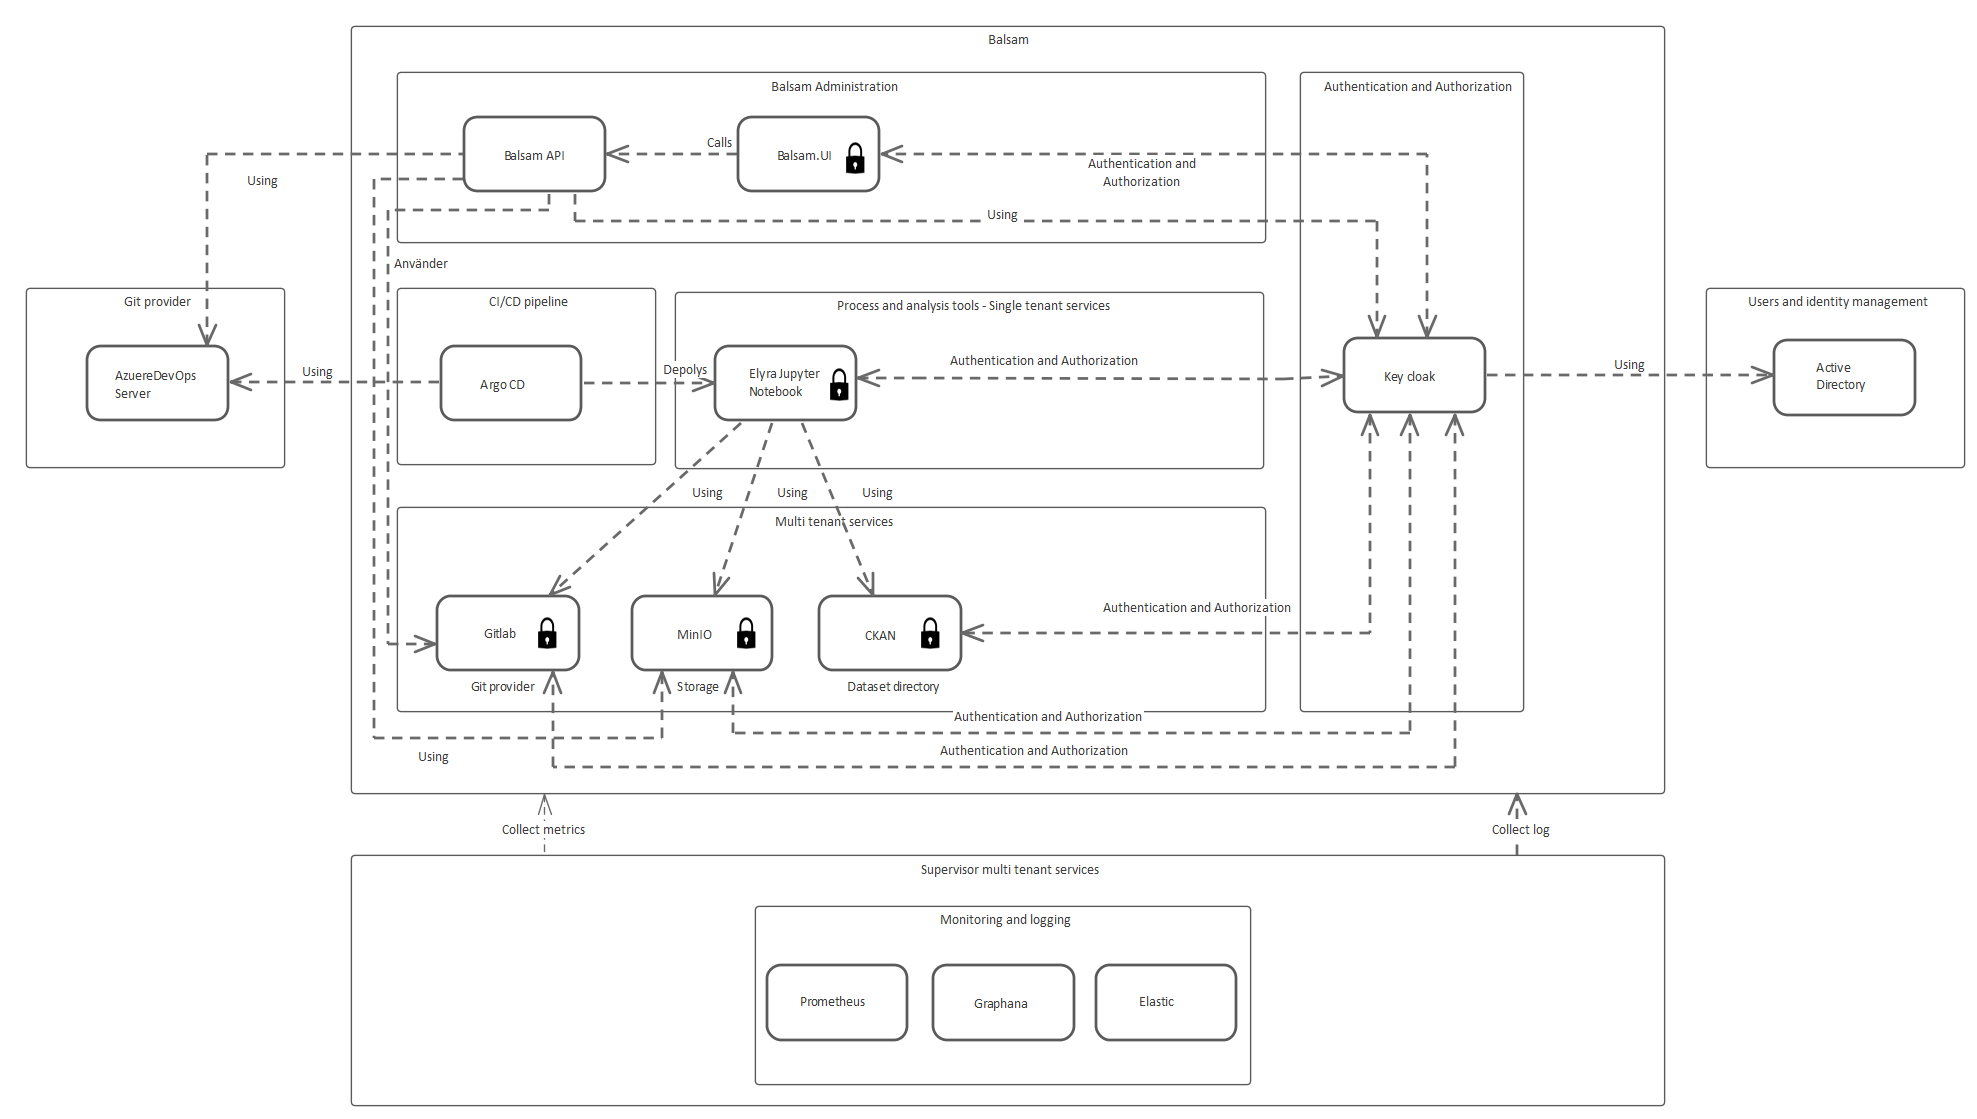 Balsam
Balsam Administration
Authentication and Authorization
Balsam API
Calls
Balsam.UI
Authentication and
Authorization
Using
Using
Använder
Git provider
CI/CD pipeline
Process and analysis tools - Single tenant services
Users and identity management
AzuereDevOps
Server
Using
Argo CD
Depolys
Elyra Jupyter
Notebook
Authentication and Authorization
Key cloak
Using
Active
Directory
Using
Using
Using
Multi tenant services
Gitlab
MinIO
CKAN
Authentication and Authorization
Git provider
Storage
Dataset directory
Authentication and Authorization
Authentication and Authorization
Using
Collect metrics
Collect log
Supervisor multi tenant services
Monitoring and logging
Prometheus
Graphana
Elastic